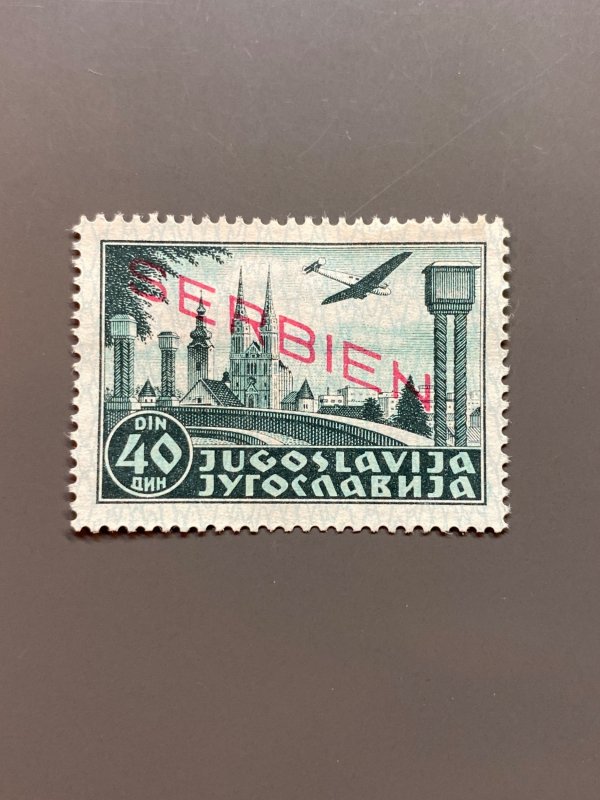 SERBIEN
DIN
40
ДИН
JUGOSLAVIJA
ЈУГОСЛАВИЈА